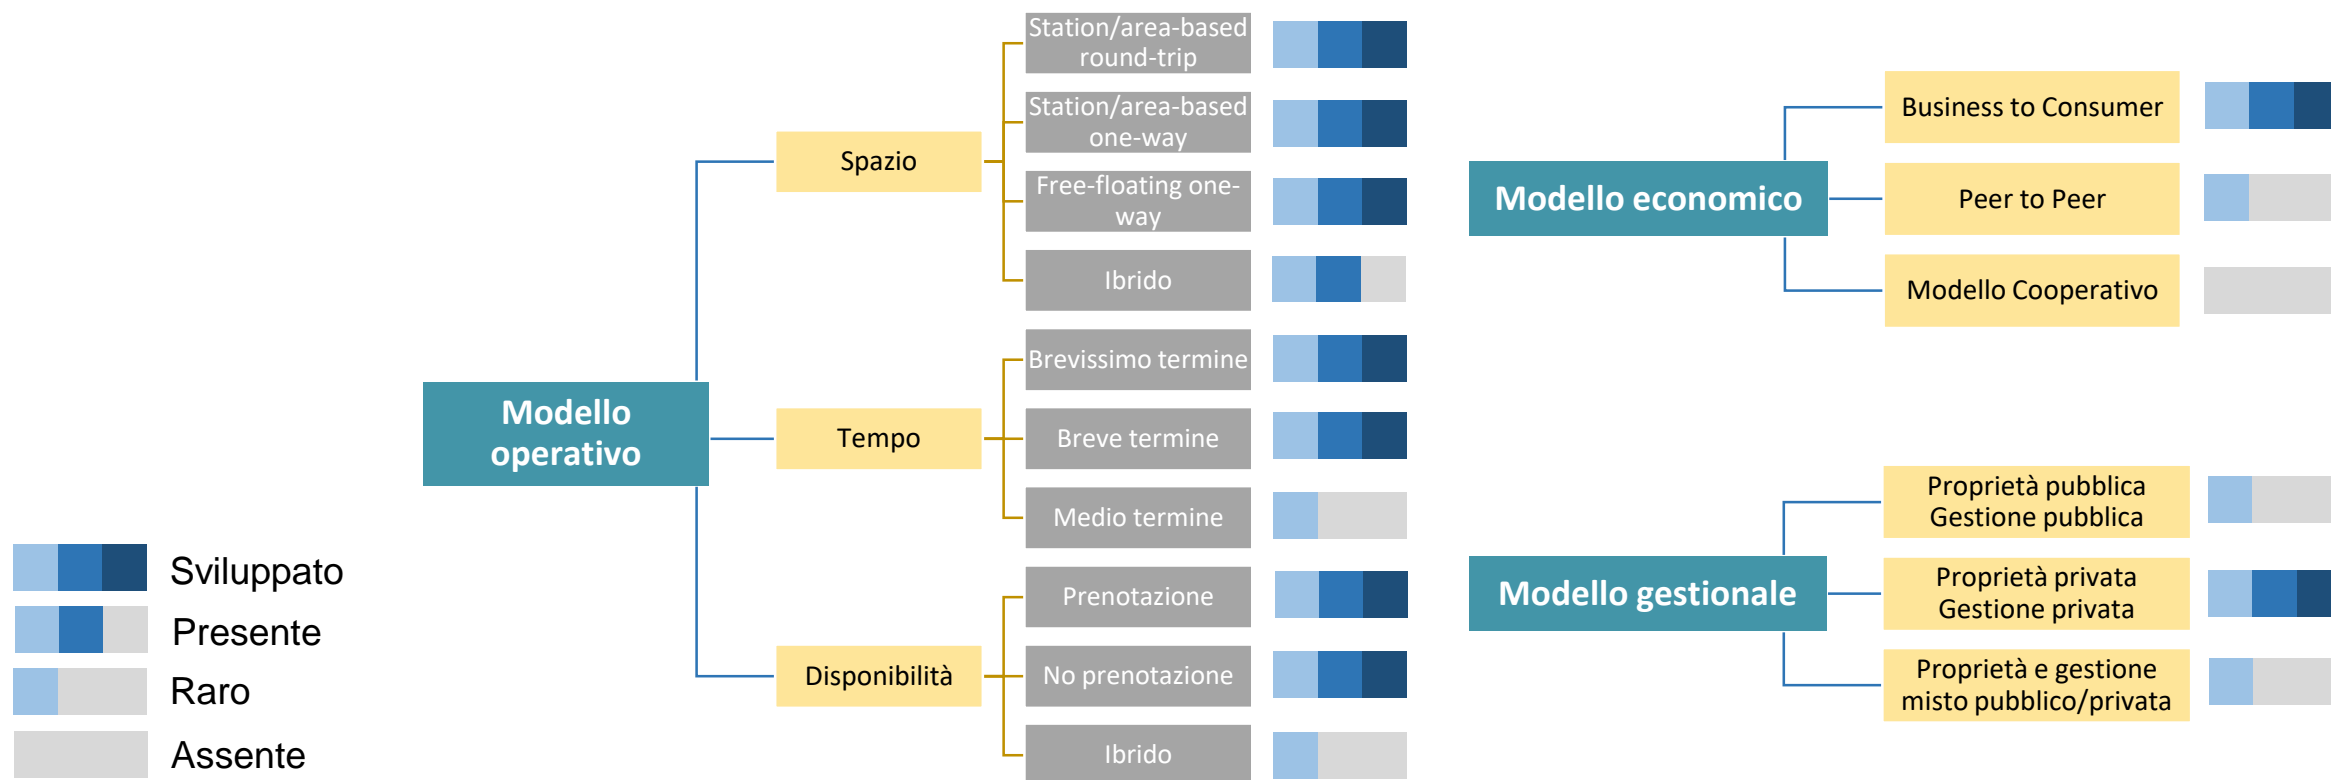 Modello
operativo
Spazio
Station/area-based
round-trip
Station/area-based
one-way
Free-floating one-
way
Ibrido
Tempo
Brevissimo termine
Breve termine
Medio termine
Disponibilità
Prenotazione
No prenotazione
Ibrido
Modello economico
Business to Consumer
Peer to Peer
Modello Cooperativo
Modello gestionale
Proprietà pubblica
Gestione pubblica
Proprietà privata
Gestione privata
Proprietà e gestione
misto pubblico/privata
Sviluppato
Presente
Raro
Assente